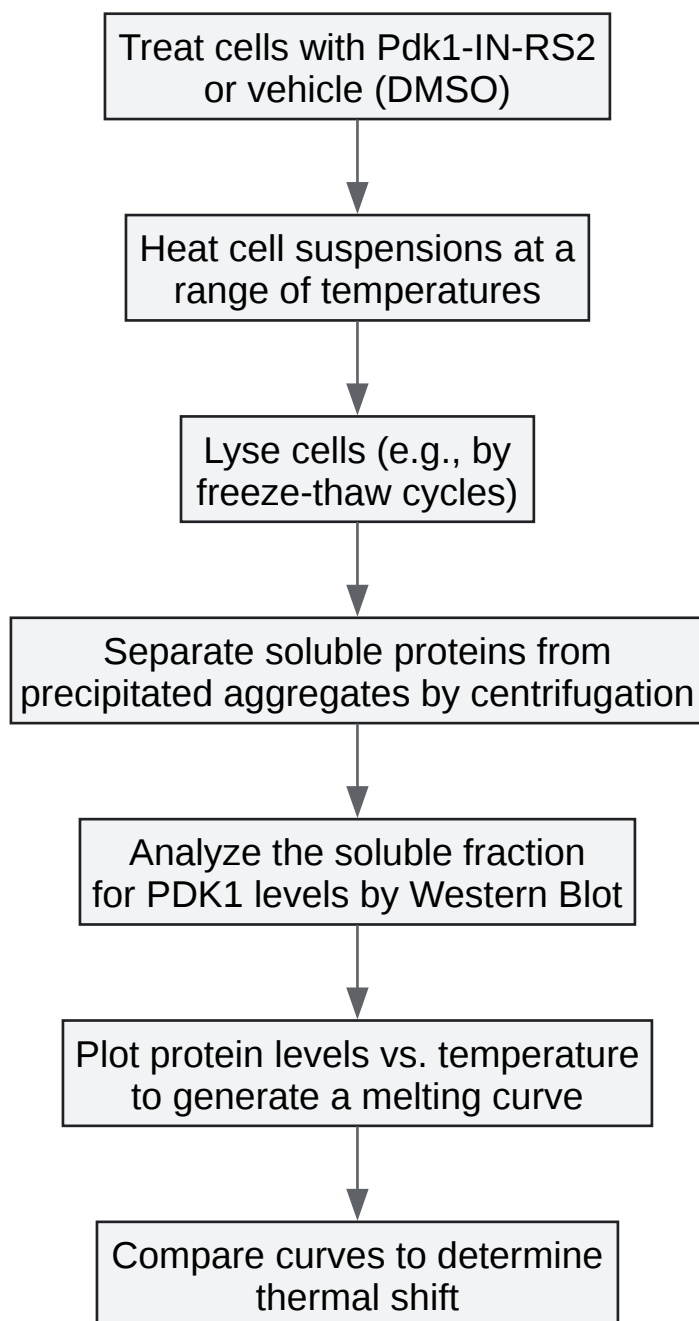 Treat cells with Pdk1-IN-RS2
or vehicle (DMSO)
Heat cell suspensions at a
range of temperatures
Lyse cells (e.g., by
freeze-thaw cycles)
Separate soluble proteins from
precipitated aggregates by centrifugation
Analyze the soluble fraction
for PDK1 levels by Western Blot
Plot protein levels vs. temperature
to generate a melting curve
Compare curves to determine
thermal shift